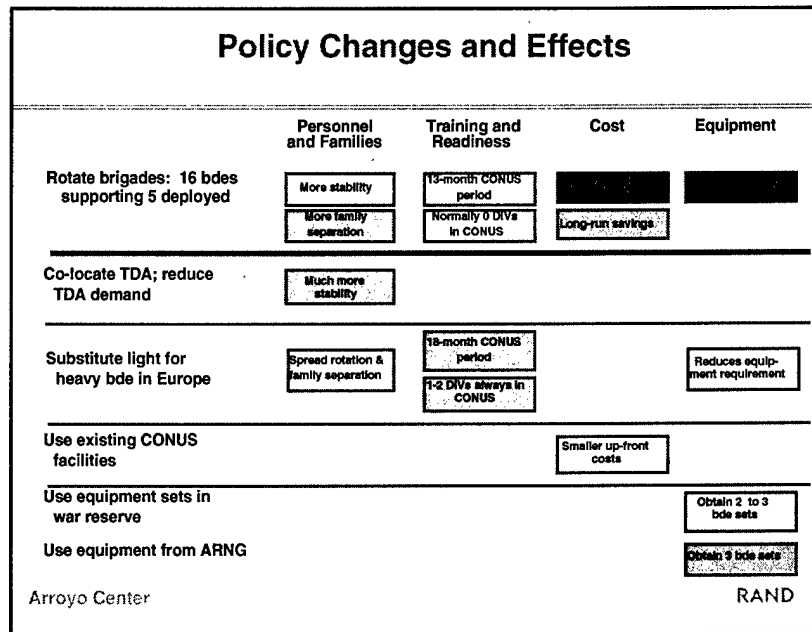 Policy Changes and Effects
Personnel and Families
Training and Readiness
Cost
Equipment
Rotate brigades: 16 bdes
supporting 5 deployed
More stability
13-month CONUS
period
More family
separation
Normally 0 DIVs
in CONUS
Long-run savings
Co-locate TDA; reduce
TDA demand
Much more
stability
Substitute light for
heavy bde in Europe
Spread rotation &
family separation
18-month CONUS
period
1-2 DIVs always in
CONUS
Reduces equip-
ment requirement
Use existing CONUS
facilities
Smaller up-front
costs
Use equipment sets in
war reserve
Obtain 2 to 3
bde sets
Use equipment from ARNG
Obtain 3 bde sets
Arroyo Center
RAND